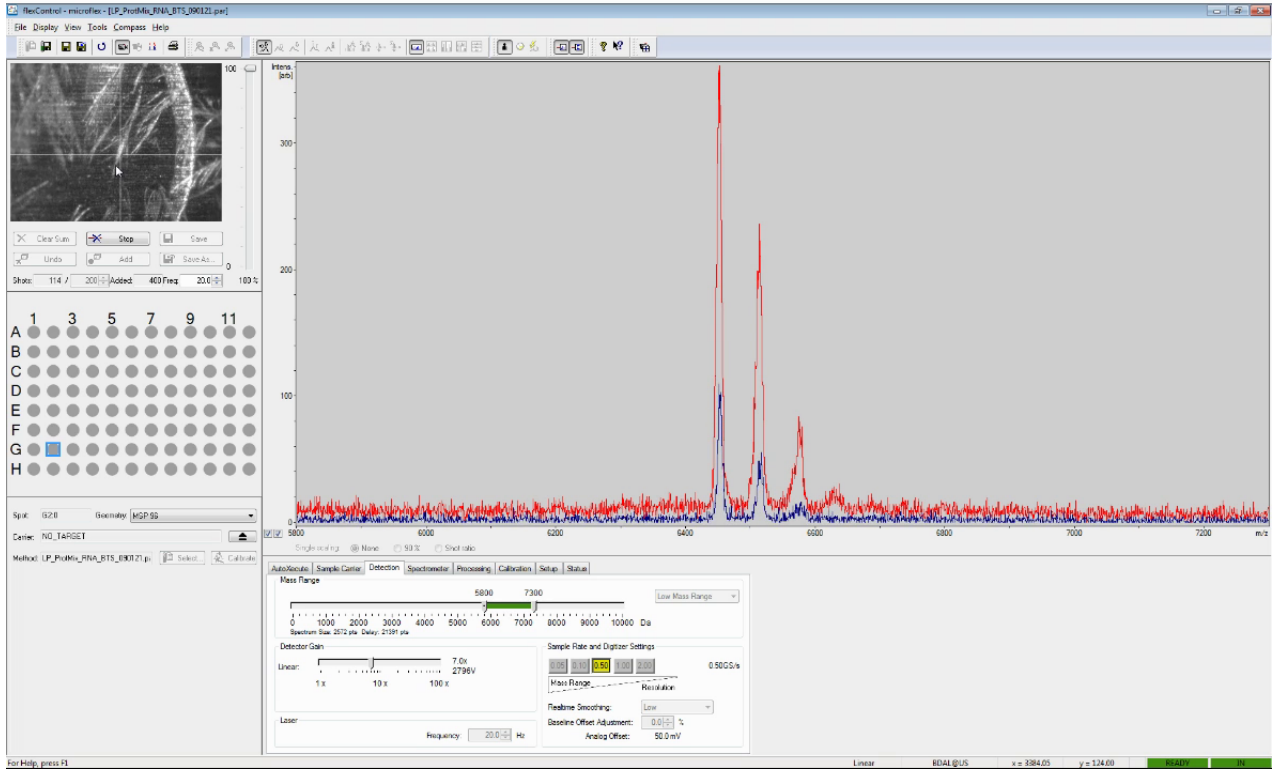 flexControl - microflex - [LP_ProtMix_RNA_BTS_090121.par]
File Display View Tools Compass Help
100
Clear Sum Stop Save
Undo Add Save As...
0
Shots: 114 / 200 Added: 400 Freq: 20.0 100 %
1 3 5 7 9 11
A
B
C
D
E
F
G
H
Spot: G2:0 Geometry: MSP 96
Carrier: NO_TARGET
Method: LP_ProtMix_RNA_BTS_090121.p Select... Calibrate
Intens.
[arb]
300
200
100
0
5800 6000 6200 6400 6600 6800 7000 7200 m/z
Single scaling: None 90 % Shot ratio
AutoXecute Sample Carrier Detection Spectrometer Processing Calibration Setup Status
Mass Range
5800 7300
Low Mass Range
0 1000 2000 3000 4000 5000 6000 7000 8000 9000 10000 Da
Spectrum Size: 2572 pts Delay: 21391 pts
Detector Gain
Linear: 7.0x
2796V
1 x 10 x 100 x
Laser
Frequency: 20.0 Hz
Sample Rate and Digitizer Settings
0.05 0.10 0.50 1.00 2.00 0.50GS/s
Mass Range Resolution
Realtime Smoothing: Low
Baseline Offset Adjustment: 0.0 %
Analog Offset: 50.0 mV
For Help, press F1 Linear BDAL@US x = 3384.05 y = 124.00 READY IN